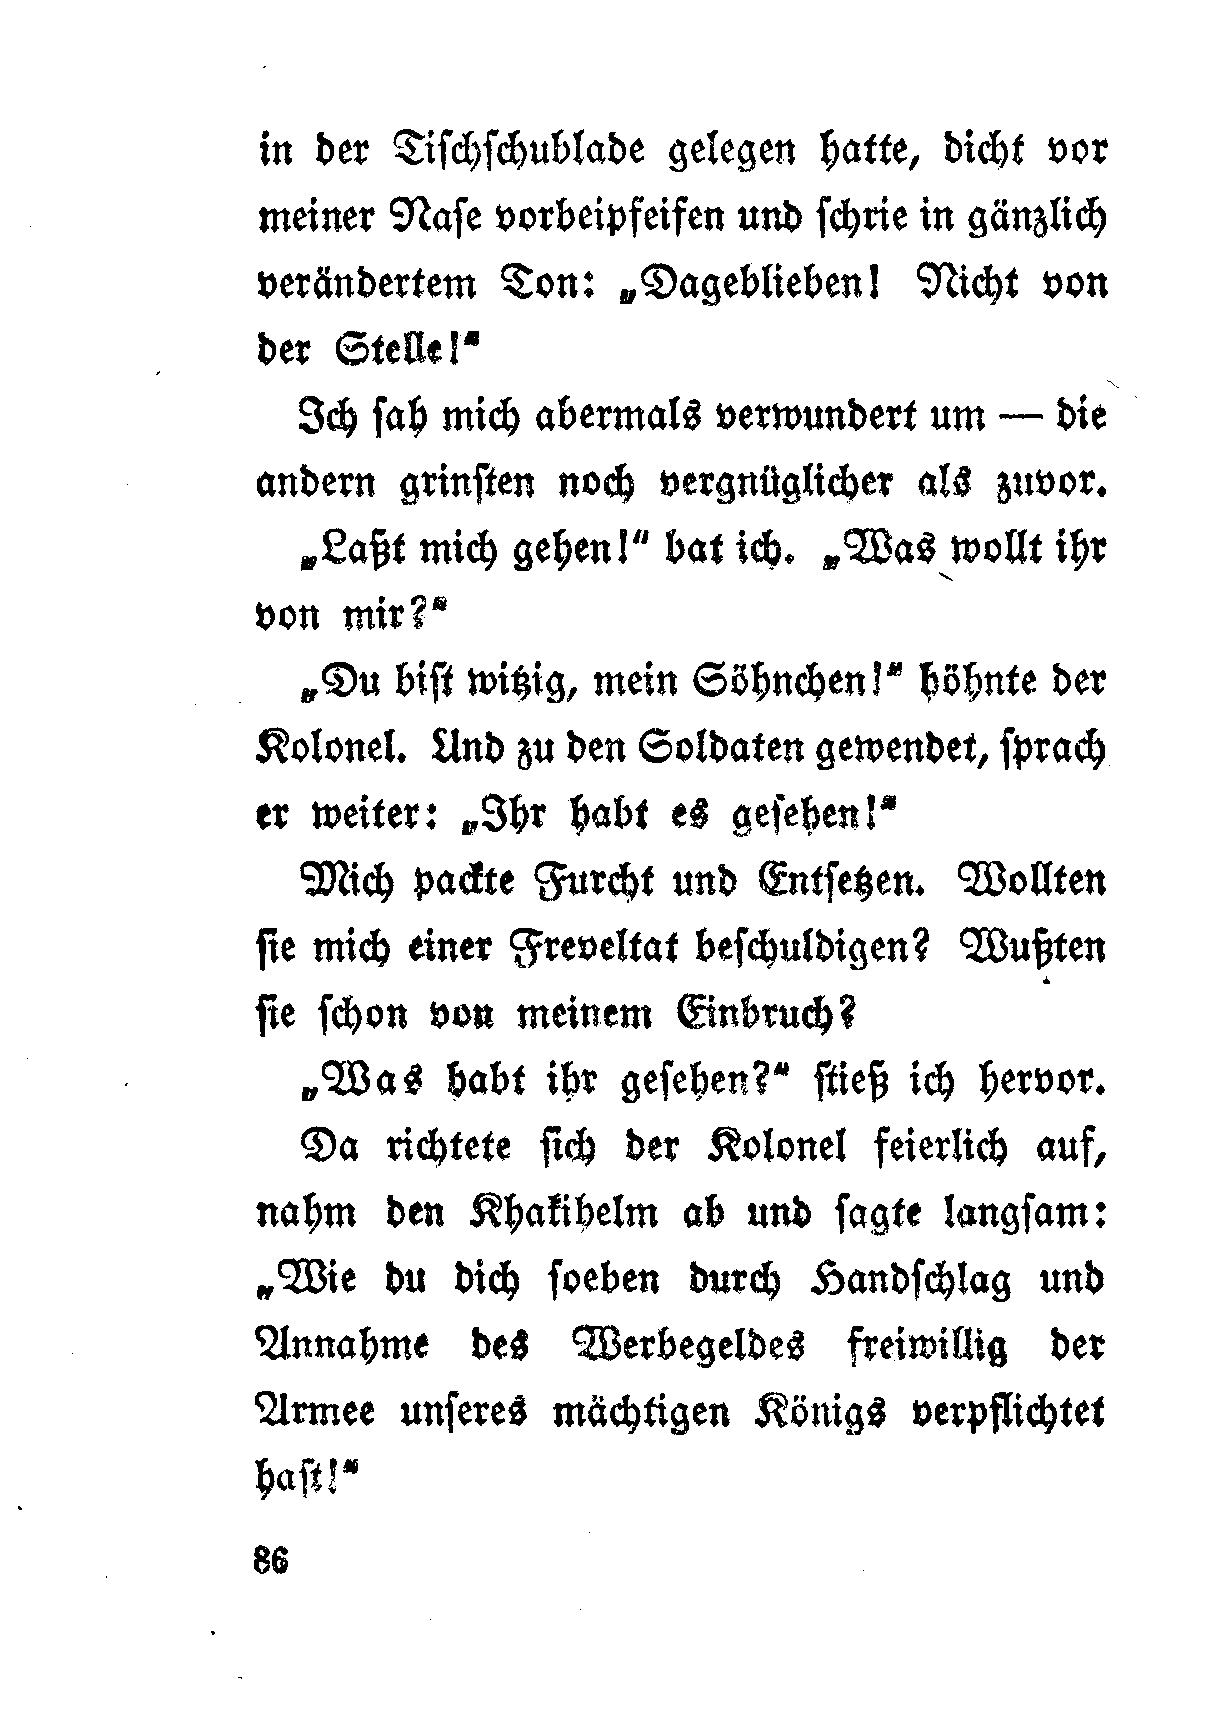 in der Tiſchſchublade gelegen hatte, dicht vor
meiner Naſe vorbeipfeifen und ſchrie in gänzlich
verändertem Ton: „Dageblieben! Nicht von
der Stelle!“
Ich ſah mich abermals verwundert um — die
andern grinſten noch vergnüglicher als zuvor.
„Laßt mich gehen!“ bat ich. „Was wollt ihr
von mir?“
„Du biſt witzig, mein Söhnchen!“ höhnte der
Kolonel. Und zu den Soldaten gewendet, ſprach
er weiter: „Ihr habt es geſehen!“
Mich packte Furcht und Entſetzen. Wollten
ſie mich einer Freveltat beſchuldigen? Wußten
ſie ſchon von meinem Einbruch?
„Was habt ihr geſehen?“ ſtieß ich hervor.
Da richtete ſich der Kolonel feierlich auf,
nahm den Khakihelm ab und ſagte langſam:
„Wie du dich ſoeben durch Handſchlag und
Annahme des Werbegeldes freiwillig der
Armee unſeres mächtigen Königs verpflichtet
haſt!“
86